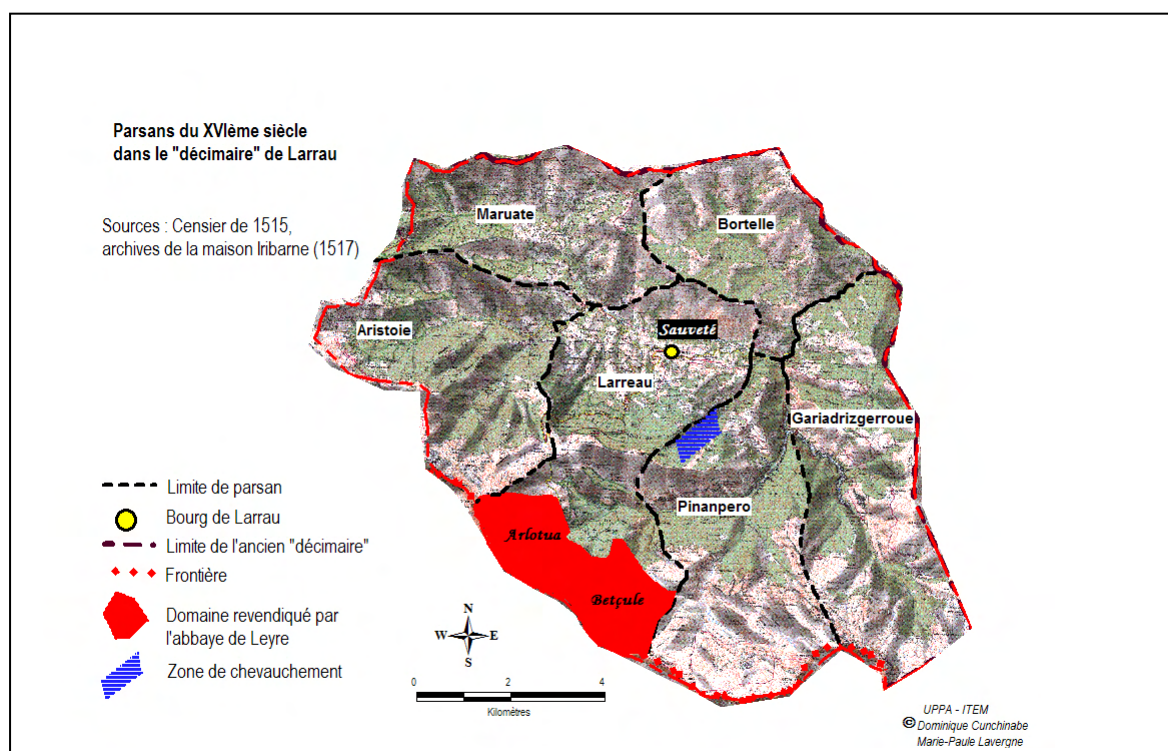 Parsans du XVIème siècle
dans le "décimaire" de Larrau
Sources : Censier de 1515,
archives de la maison Iribarne (1517)
Maruate
Bortelle
Aristoie
Sauveté
Larreau
Gariadrizgerroue
Pinanpero
Arlotua
Betçule
Limite de parsan
Bourg de Larrau
Limite de l'ancien "décimaire"
Frontière
Domaine revendiqué par
l'abbaye de Leyre
Zone de chevauchement
N
W E
S
0 2 4
Kilomètres
UPPA - ITEM
© Dominique Cunchinabe
Marie-Paule Lavergne